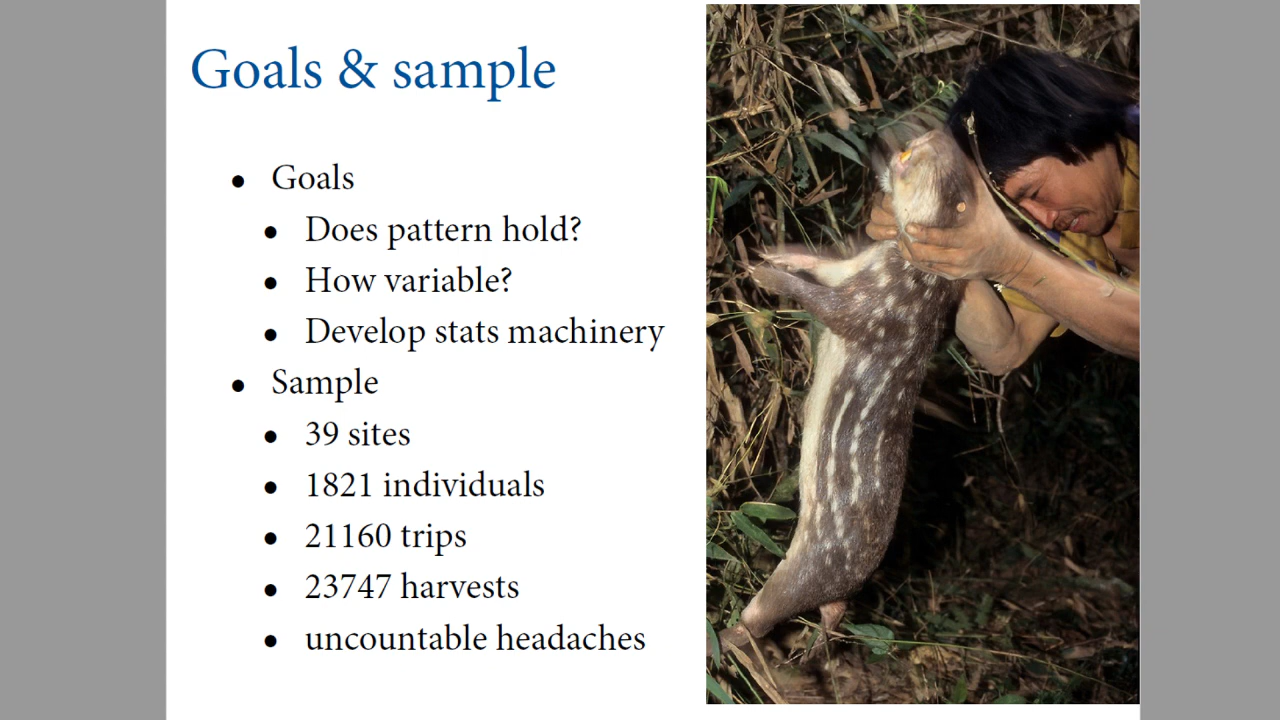 Goals & sample
• Goals
• Does pattern hold?
• How variable?
• Develop stats machinery
• Sample
• 39 sites
• 1821 individuals
• 21160 trips
• 23747 harvests
• uncountable headaches